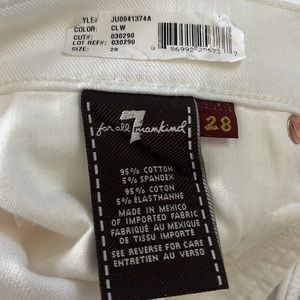 YLE# JU0041374A
COLOR: CLW
CUT#: 030290
LOT REF#: 030290
SIZE: 28
7
for all mankind
28
95% COTTON
5% SPANDEX
95% COTON
5% ÉLASTHANNE
MADE IN MEXICO
OF IMPORTED FABRIC
FABRIQUÉ AU MEXIQUE
DE TISSU IMPORTÉ
SEE REVERSE FOR CARE
ENTRETIEN AU VERSO